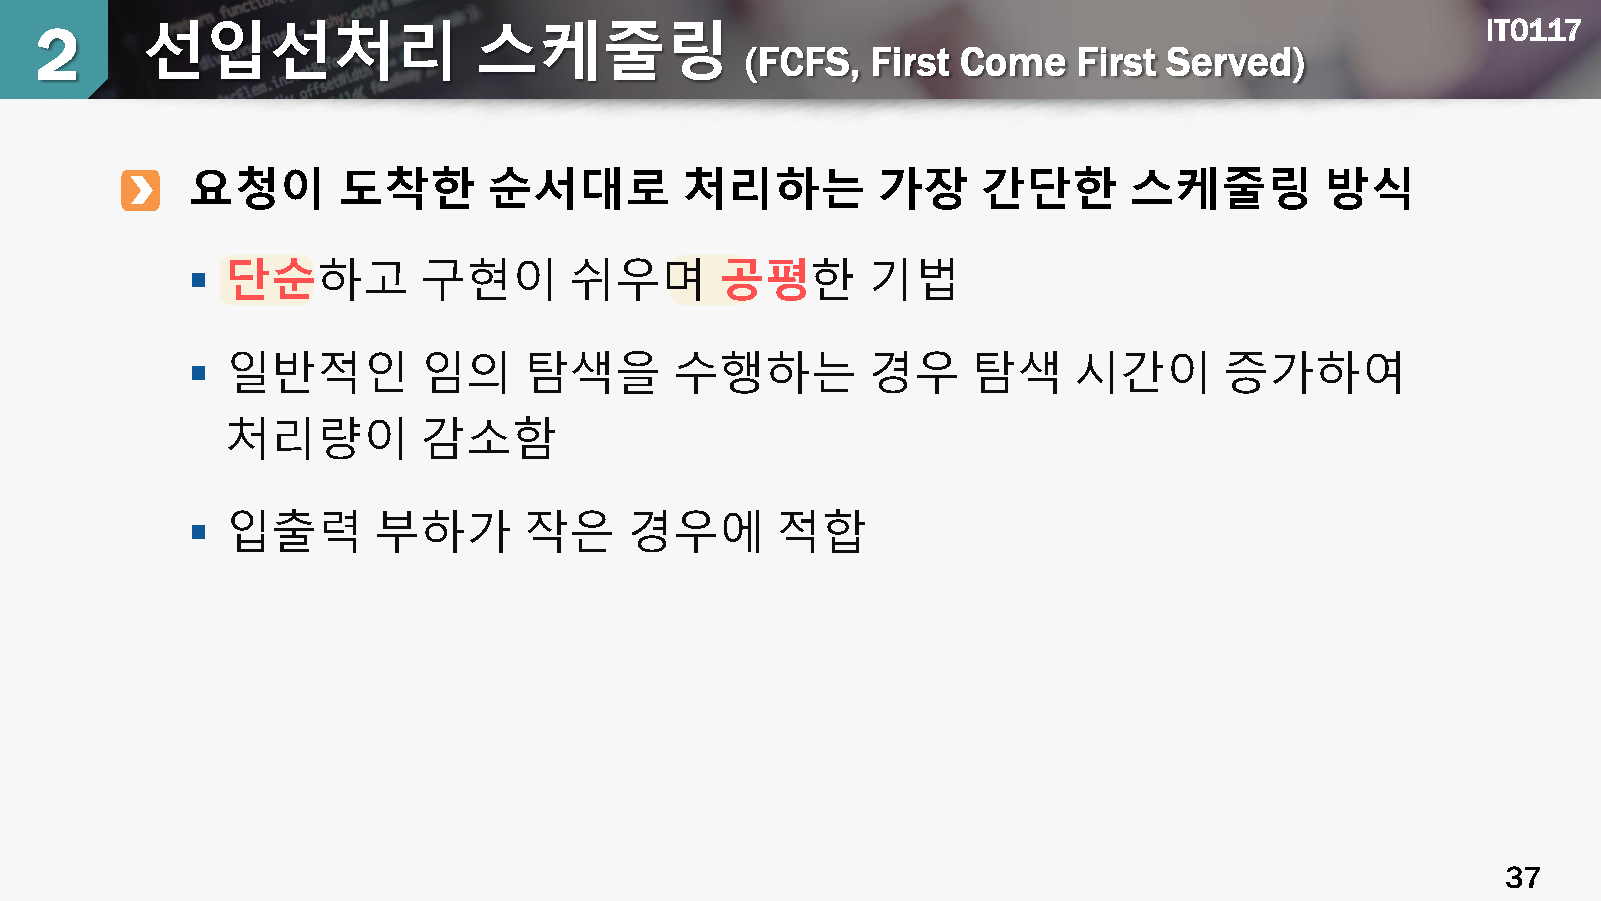 2 선입선처리 스케줄링 (FCFS, First Come First Served)
IT0117
요청이 도착한 순서대로 처리하는 가장 간단한 스케줄링 방식
▪ 단순하고 구현이 쉬우며 공평한 기법
▪ 일반적인 임의 탐색을 수행하는 경우 탐색 시간이 증가하여
처리량이 감소함
▪ 입출력 부하가 작은 경우에 적합
37